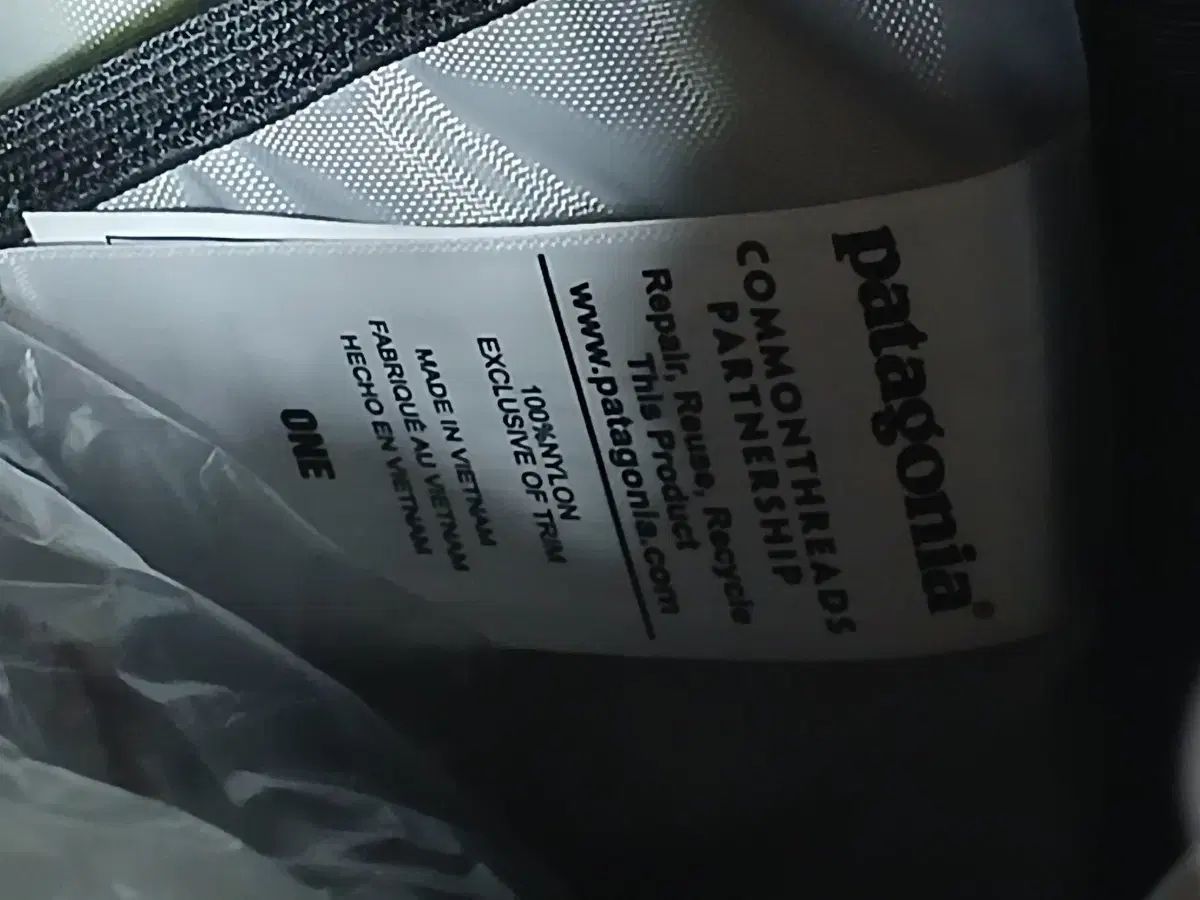 patagonia®
COMMONTHREADS
PARTNERSHIP
Repair, Reuse, Recycle
This Product
www.patagonia.com
100%NYLON
EXCLUSIVE OF TRIM
MADE IN VIETNAM
FABRIQUÉ AU VIETNAM
HECHO EN VIETNAM
ONE